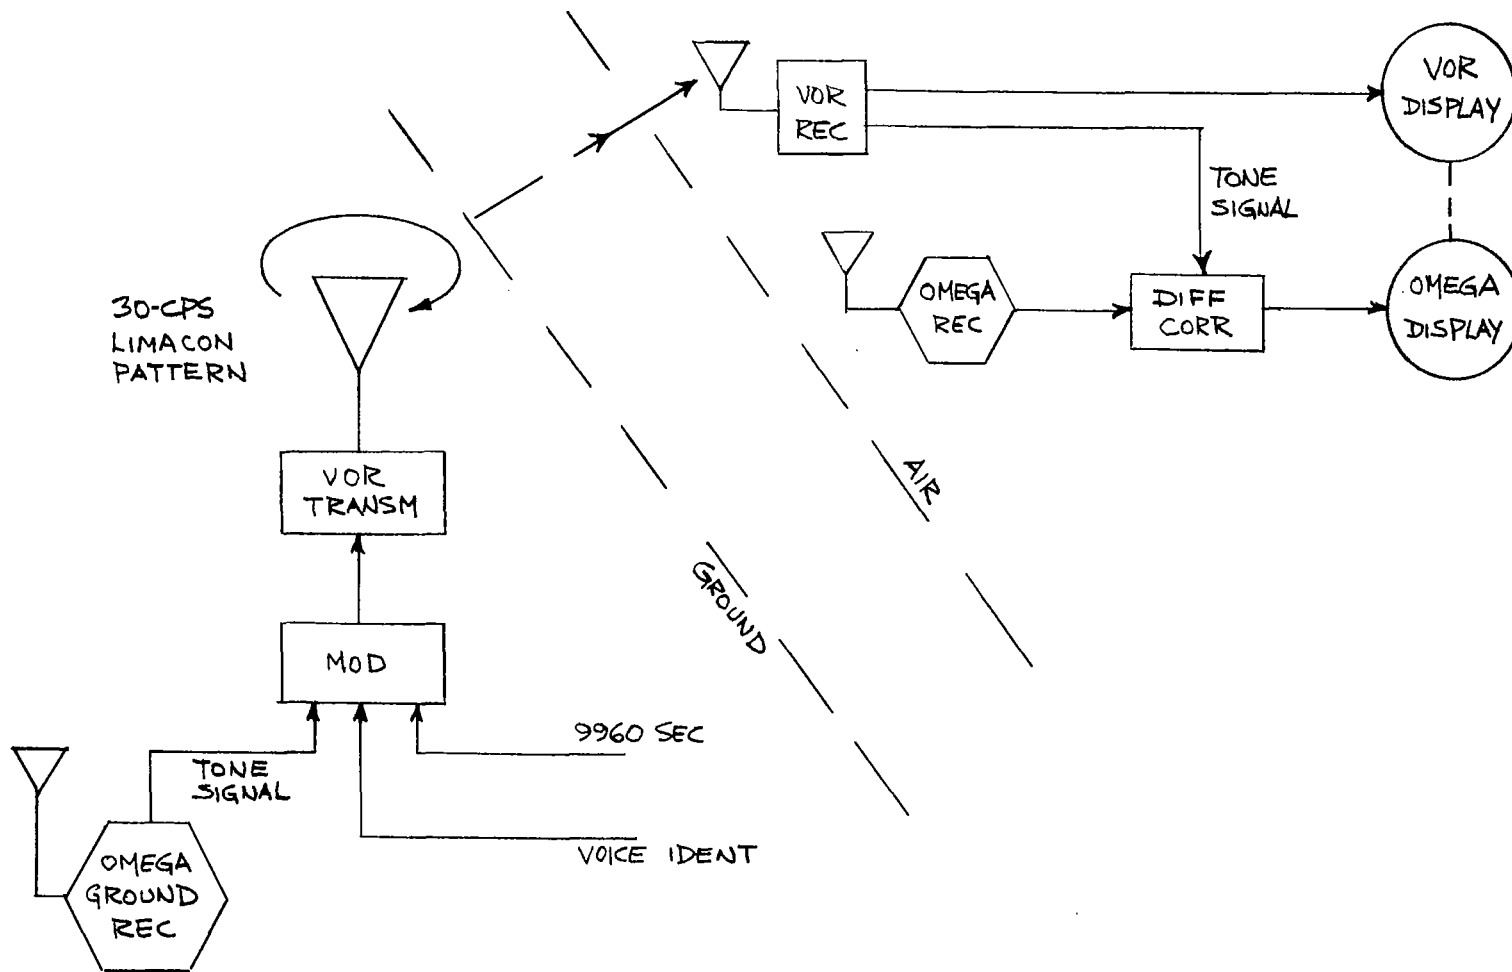 VOR
REC
VOR
DISPLAY
TONE
SIGNAL
OMEGA
REC
DIFF
CORR
OMEGA
DISPLAY
30-CPS
LIMACON
PATTERN
VOR
TRANSM
AIR
GROUND
MOD
9960 SEC
TONE
SIGNAL
VOICE IDENT
OMEGA
GROUND
REC